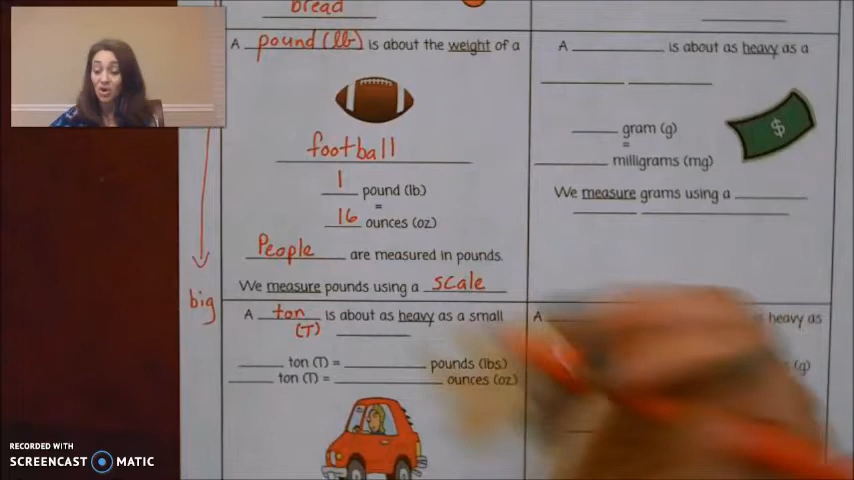 bread
A pound (lb) is about the weight of a
football
1 pound (lb)
=
16 ounces (oz)
People are measured in pounds.
We measure pounds using a scale
big
A ton is about as heavy as a small
(T)
ton (T) = pounds (lbs)
ton (T) = ounces (oz)
A is about as heavy as a
$
gram (g)
=
milligrams (mg)
We measure grams using a
A heavy as
(g)
RECORDED WITH
SCREENCAST MATIC